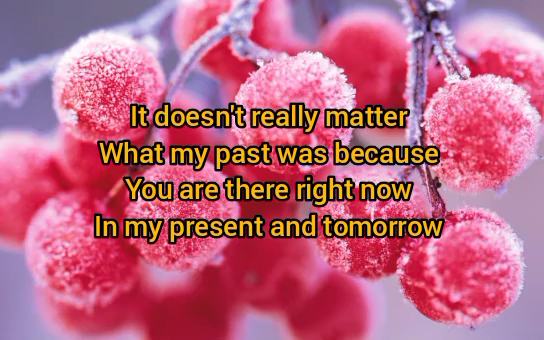 It doesn't really matter
What my past was because
You are there right now
In my present and tomorrow